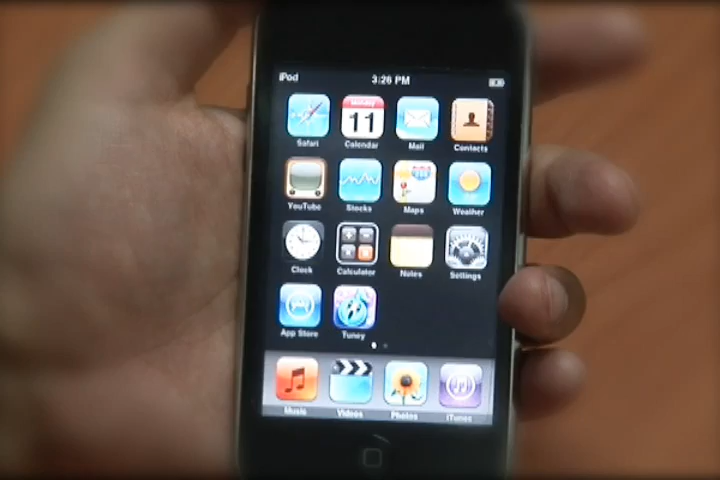 iPod 3:26 PM
Monday
11
Safari Calendar Mail Contacts
YouTube Stocks Maps Weather
Clock Calculator Notes Settings
App Store
Music Videos Photos iTunes